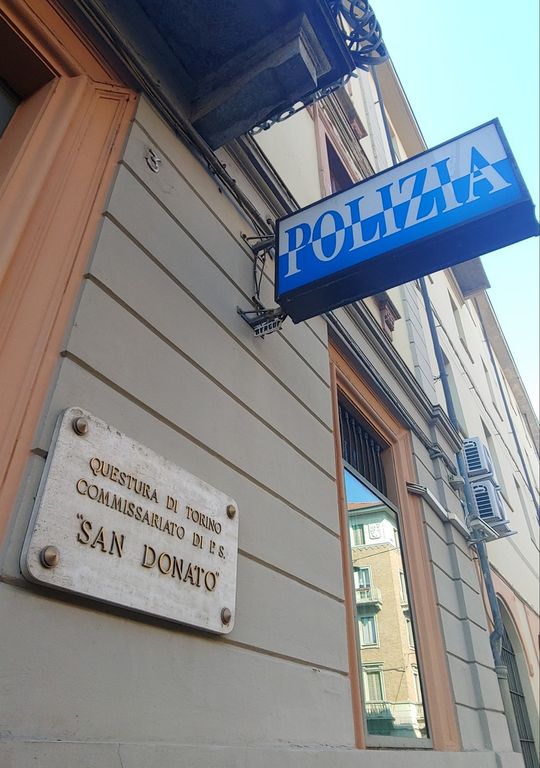 POLIZIA
QUESTURA DI TORINO
COMMISSARIATO DI P.S.
"SAN DONATO"